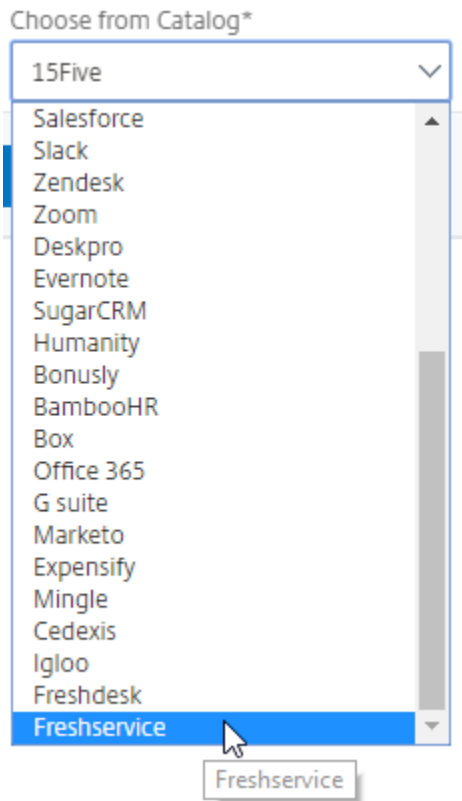 Choose from Catalog*
15Five
Salesforce
Slack
Zendesk
Zoom
Deskpro
Evernote
SugarCRM
Humanity
Bonusly
BambooHR
Box
Office 365
G suite
Marketo
Expensify
Mingle
Cedexis
Igloo
Freshdesk
Freshservice
Freshservice